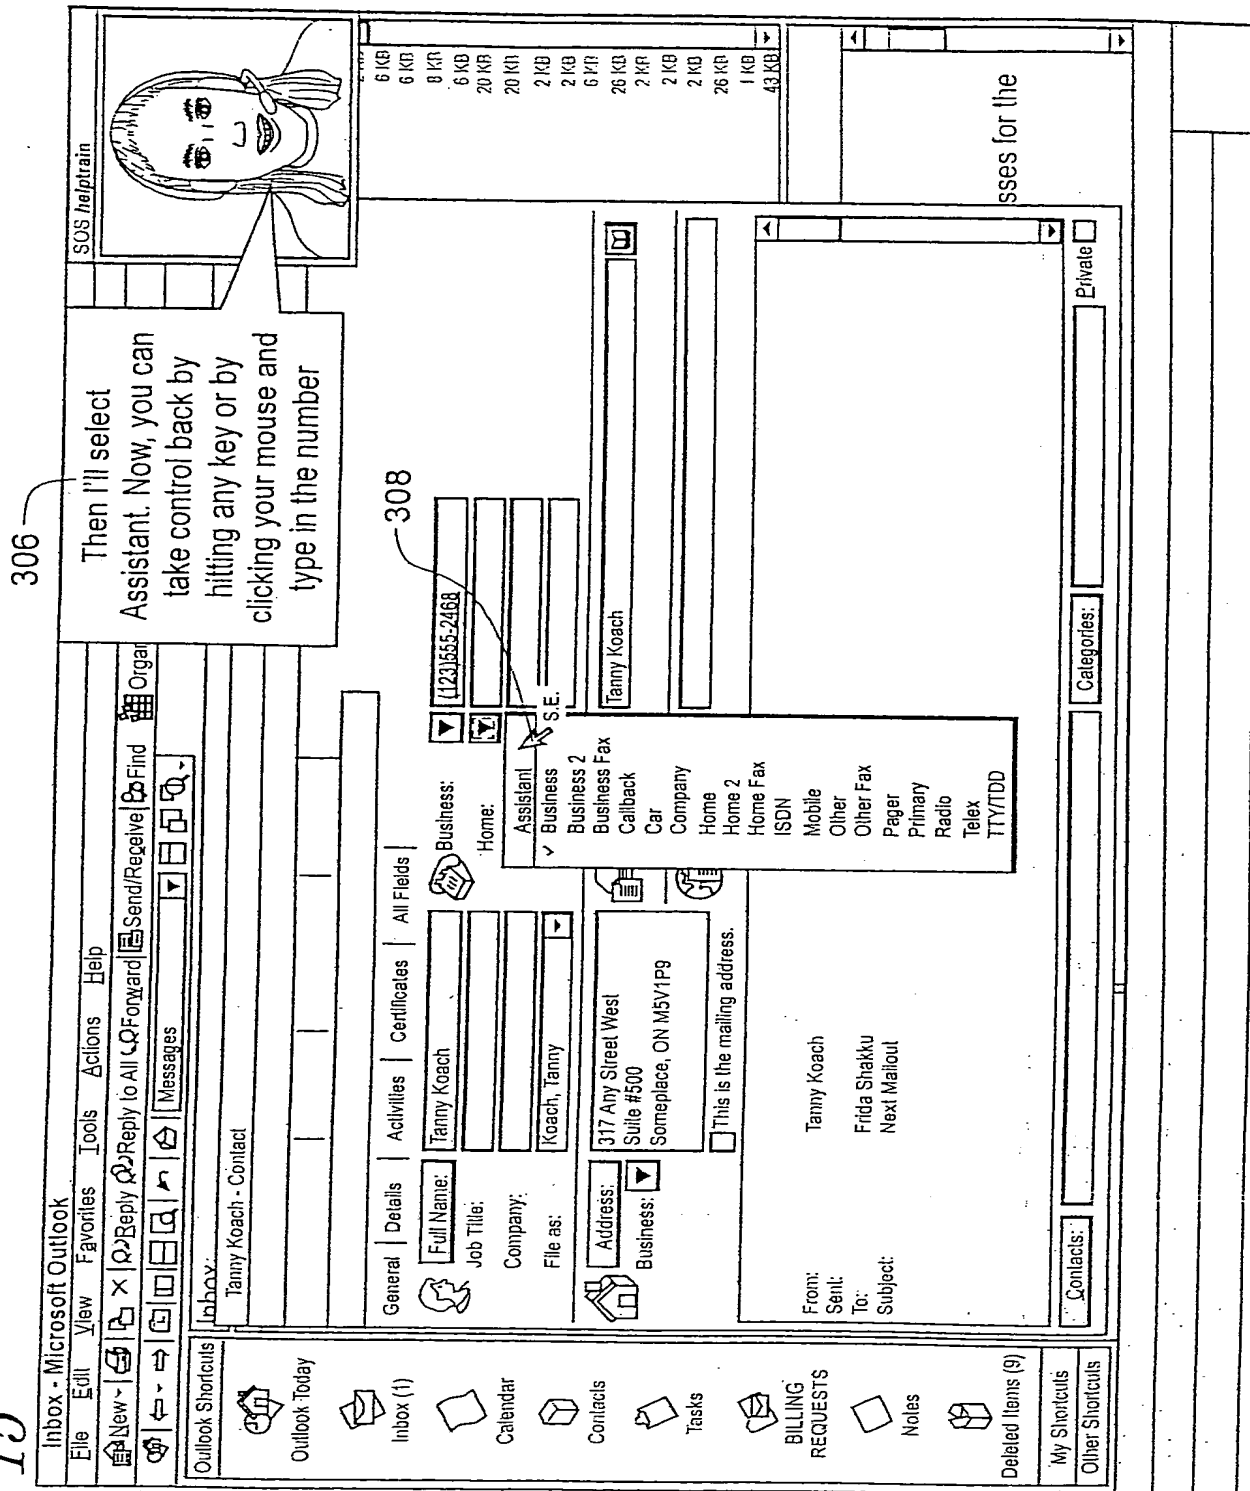 15
306
Inbox - Microsoft Outlook
File Edit View Favorites Tools Actions Help
New Reply Reply to All Forward Send/Receive Find Organ
Messages
SOS helptrain
Then I'll select
Assistant. Now, you can
take control back by
hitting any key or by
clicking your mouse and
type in the number
Outlook Shortcuts
Outlook Today
Inbox (1)
Calendar
Contacts
Tasks
BILLING
REQUESTS
Notes
Deleted Items (9)
My Shortcuts
Other Shortcuts
Inbox.
Tanny Koach - Contact
General Details Activities Certificates All Fields
Full Name: Tanny Koach
Job Title:
Company:
File as: Koach, Tanny
Business: (123)555-2468
Home:
308
S.E.
Assistant
✓ Business
Business 2
Business Fax
Callback
Car
Company
Home
Home 2
Home Fax
ISDN
Mobile
Other
Other Fax
Pager
Primary
Radio
Telex
TTY/TDD
Address:
Business:
317 Any Street West
Suite #500
Someplace, ON M5V1P9
This is the mailing address.
Tanny Koach
From: Tanny Koach
Sent:
To: Frida Shakku
Subject: Next Mailout
Contacts:
Categories:
Private
6 KB
6 KB
8 KB
6 KB
20 KB
20 KB
2 KB
2 KB
6 KB
26 KB
2 KB
2 KB
2 KB
26 KB
1 KB
43 KB
sses for the